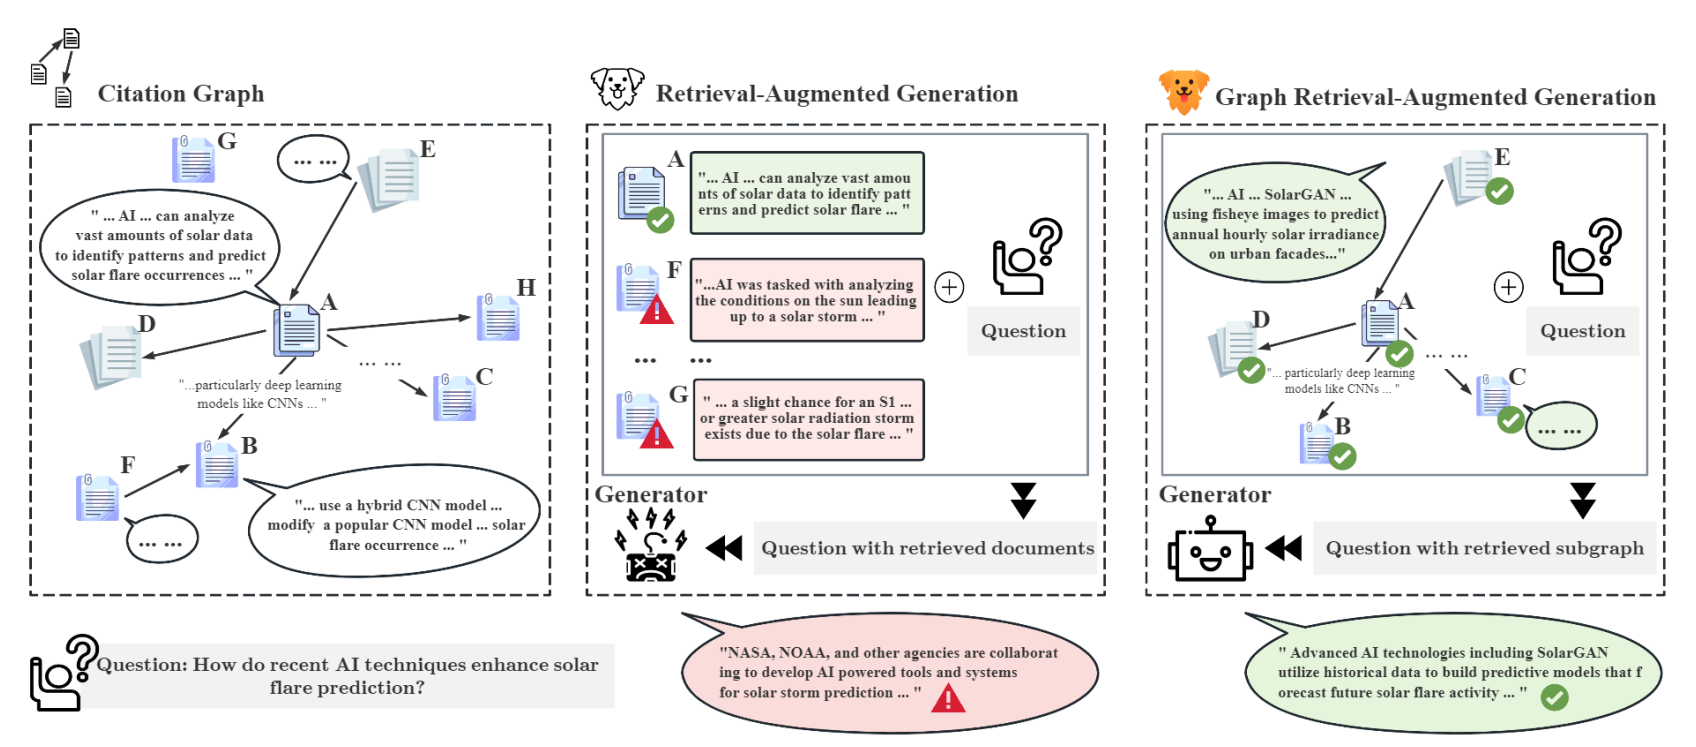 Citation Graph
G
... ...
E
" ... AI ... can analyze
vast amounts of solar data
to identify patterns and predict
solar flare occurrences ... "
A
H
D
... ...
C
"...particularly deep learning
models like CNNs ... "
B
F
"... use a hybrid CNN model ...
modify a popular CNN model ... solar
flare occurrence ... "
... ...
Question: How do recent AI techniques enhance solar
flare prediction?
Retrieval-Augmented Generation
A
"... AI ... can analyze vast amou
nts of solar data to identify patt
erns and predict solar flare ... "
F
"...AI was tasked with analyzing
the conditions on the sun leading
up to a solar storm ... "
... ...
G
" ... a slight chance for an S1 ...
or greater solar radiation storm
exists due to the solar flare ... "
+
?
Question
Generator
Question with retrieved documents
"NASA, NOAA, and other agencies are collaborat
ing to develop AI powered tools and systems
for solar storm prediction ... "
Graph Retrieval-Augmented Generation
E
"... AI ... SolarGAN ...
using fisheye images to predict
annual hourly solar irradiance
on urban facades..."
A
D
... ...
"... particularly deep learning
models like CNNs ... "
C
B
... ...
+
?
Question
Generator
Question with retrieved subgraph
" Advanced AI technologies including SolarGAN
utilize historical data to build predictive models that f
orecast future solar flare activity ... "